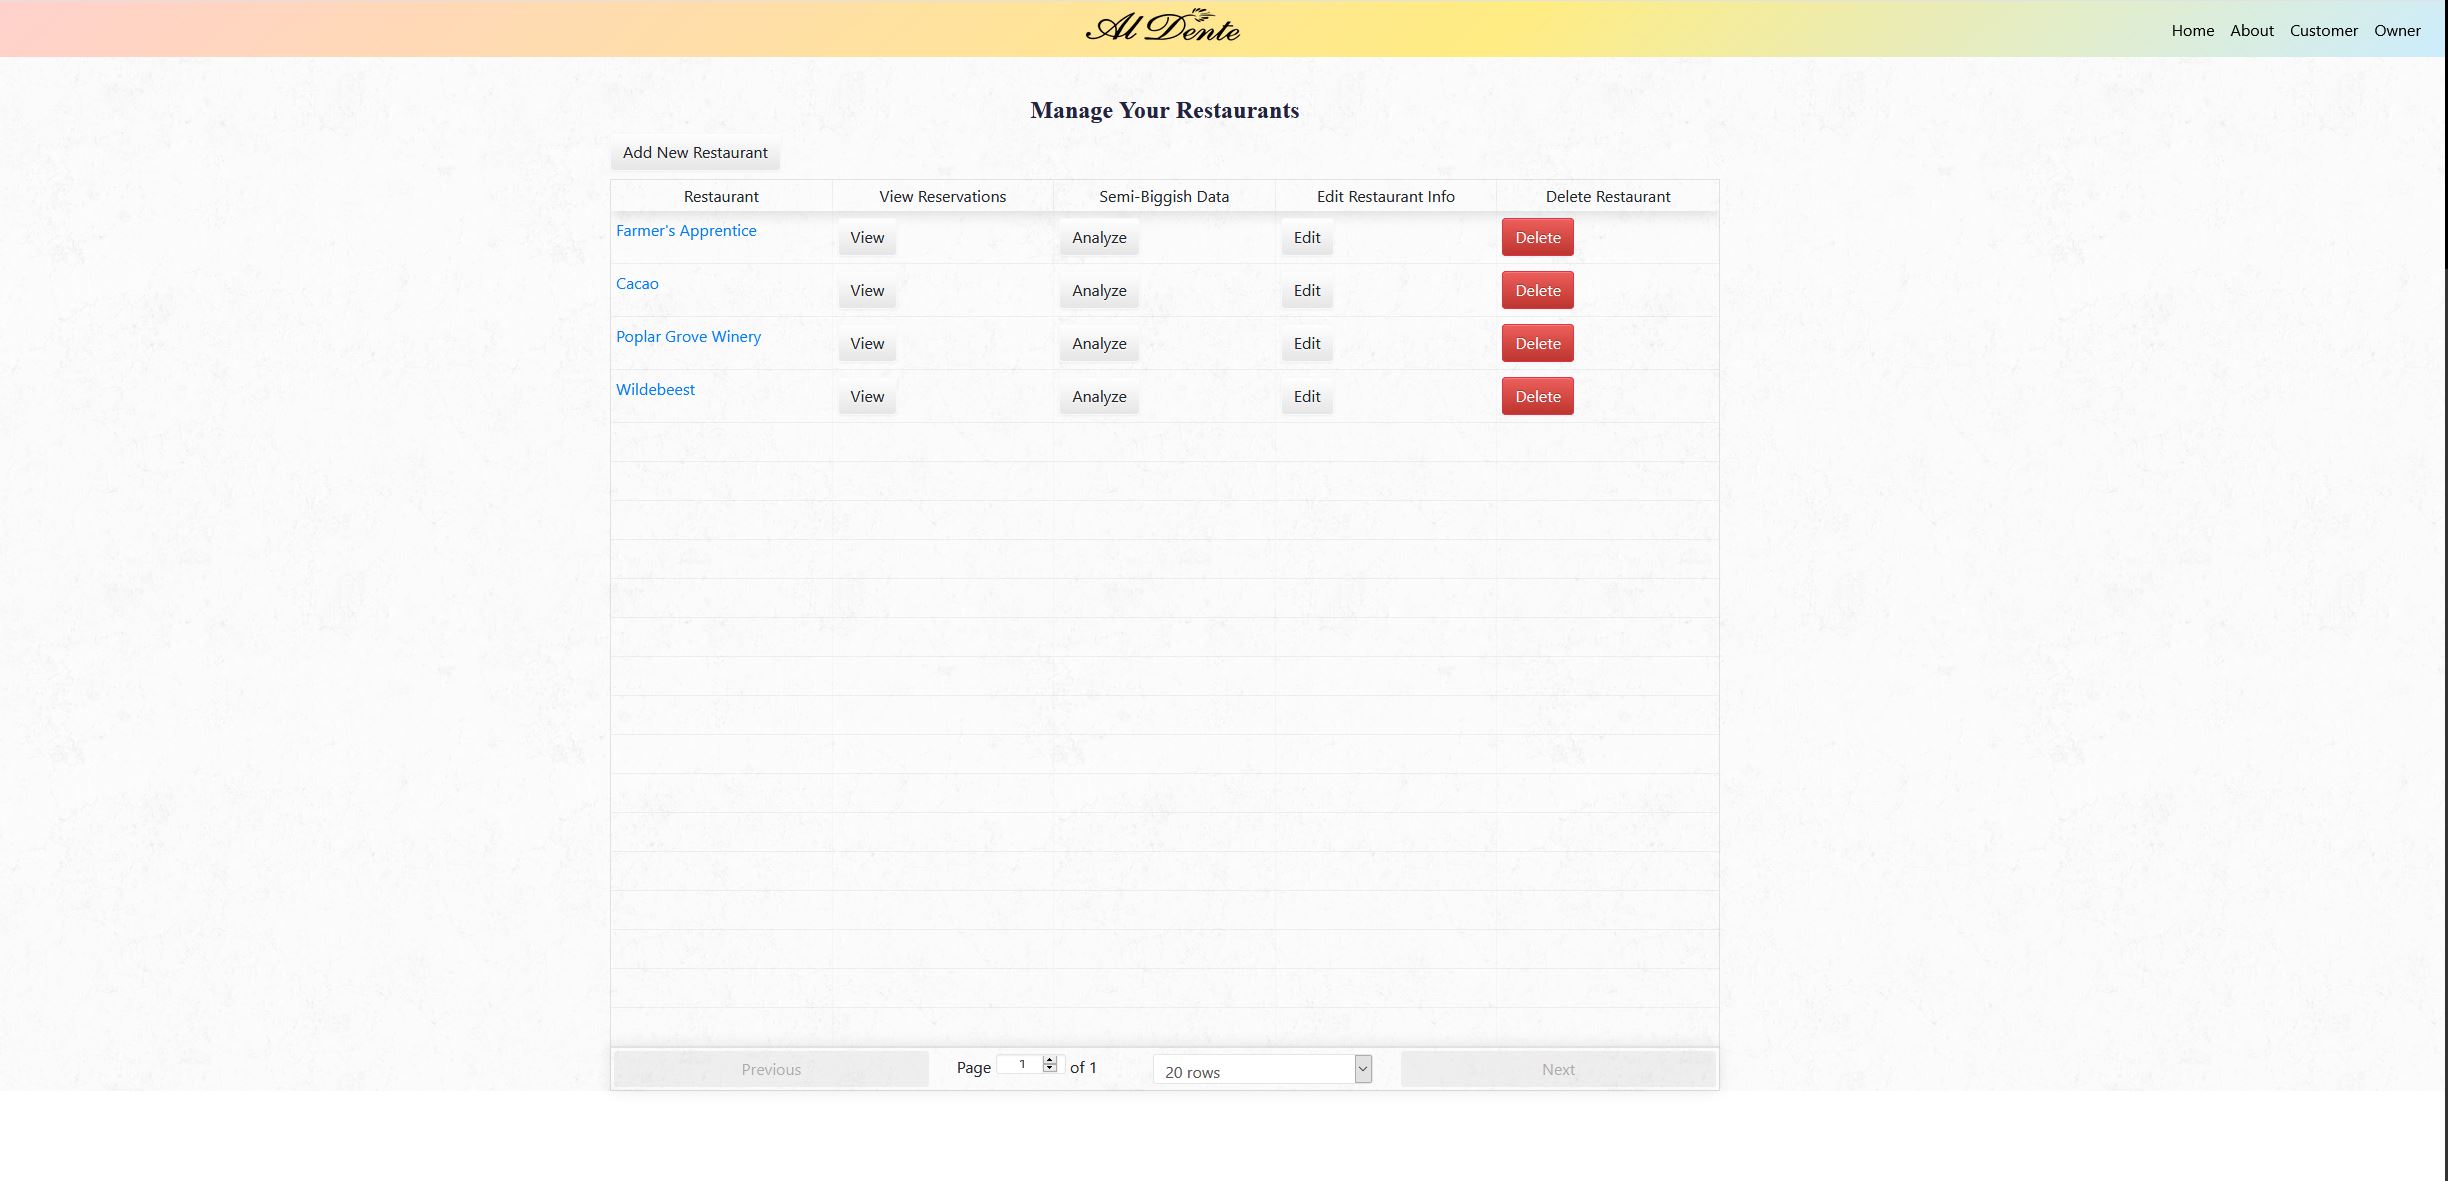 Al Dente
Home About Customer Owner
Manage Your Restaurants
Add New Restaurant
Restaurant View Reservations Semi-Biggish Data Edit Restaurant Info Delete Restaurant
Farmer's Apprentice View Analyze Edit Delete
Cacao View Analyze Edit Delete
Poplar Grove Winery View Analyze Edit Delete
Wildebeest View Analyze Edit Delete
Previous Page 1 of 1 20 rows Next